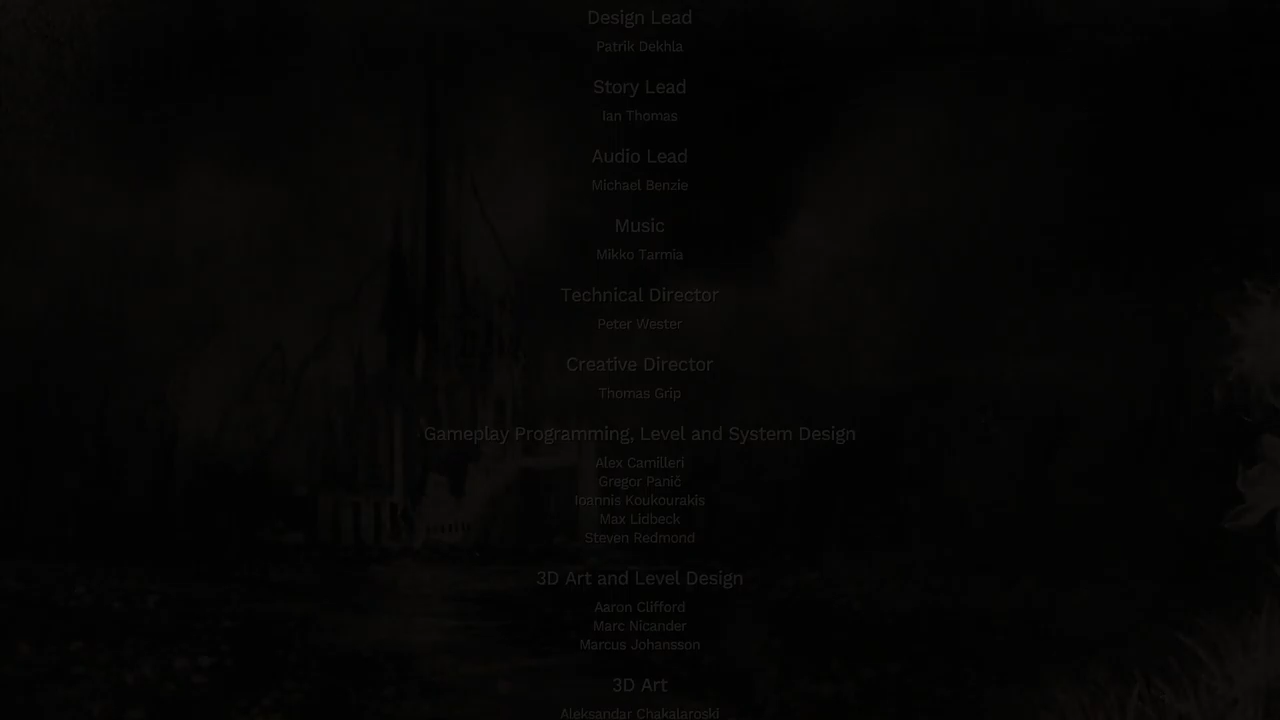 Design Lead
Patrik Dekhla
Story Lead
Ian Thomas
Audio Lead
Michael Benzie
Music
Mikko Tarmia
Technical Director
Peter Wester
Creative Director
Thomas Grip
Gameplay Programming, Level and System Design
Alex Camilleri
Gregor Panič
Ioannis Koukourakis
Max Lidbeck
Steven Redmond
3D Art and Level Design
Aaron Clifford
Marc Nicander
Marcus Johansson
3D Art
Aleksandar Chakalaroski